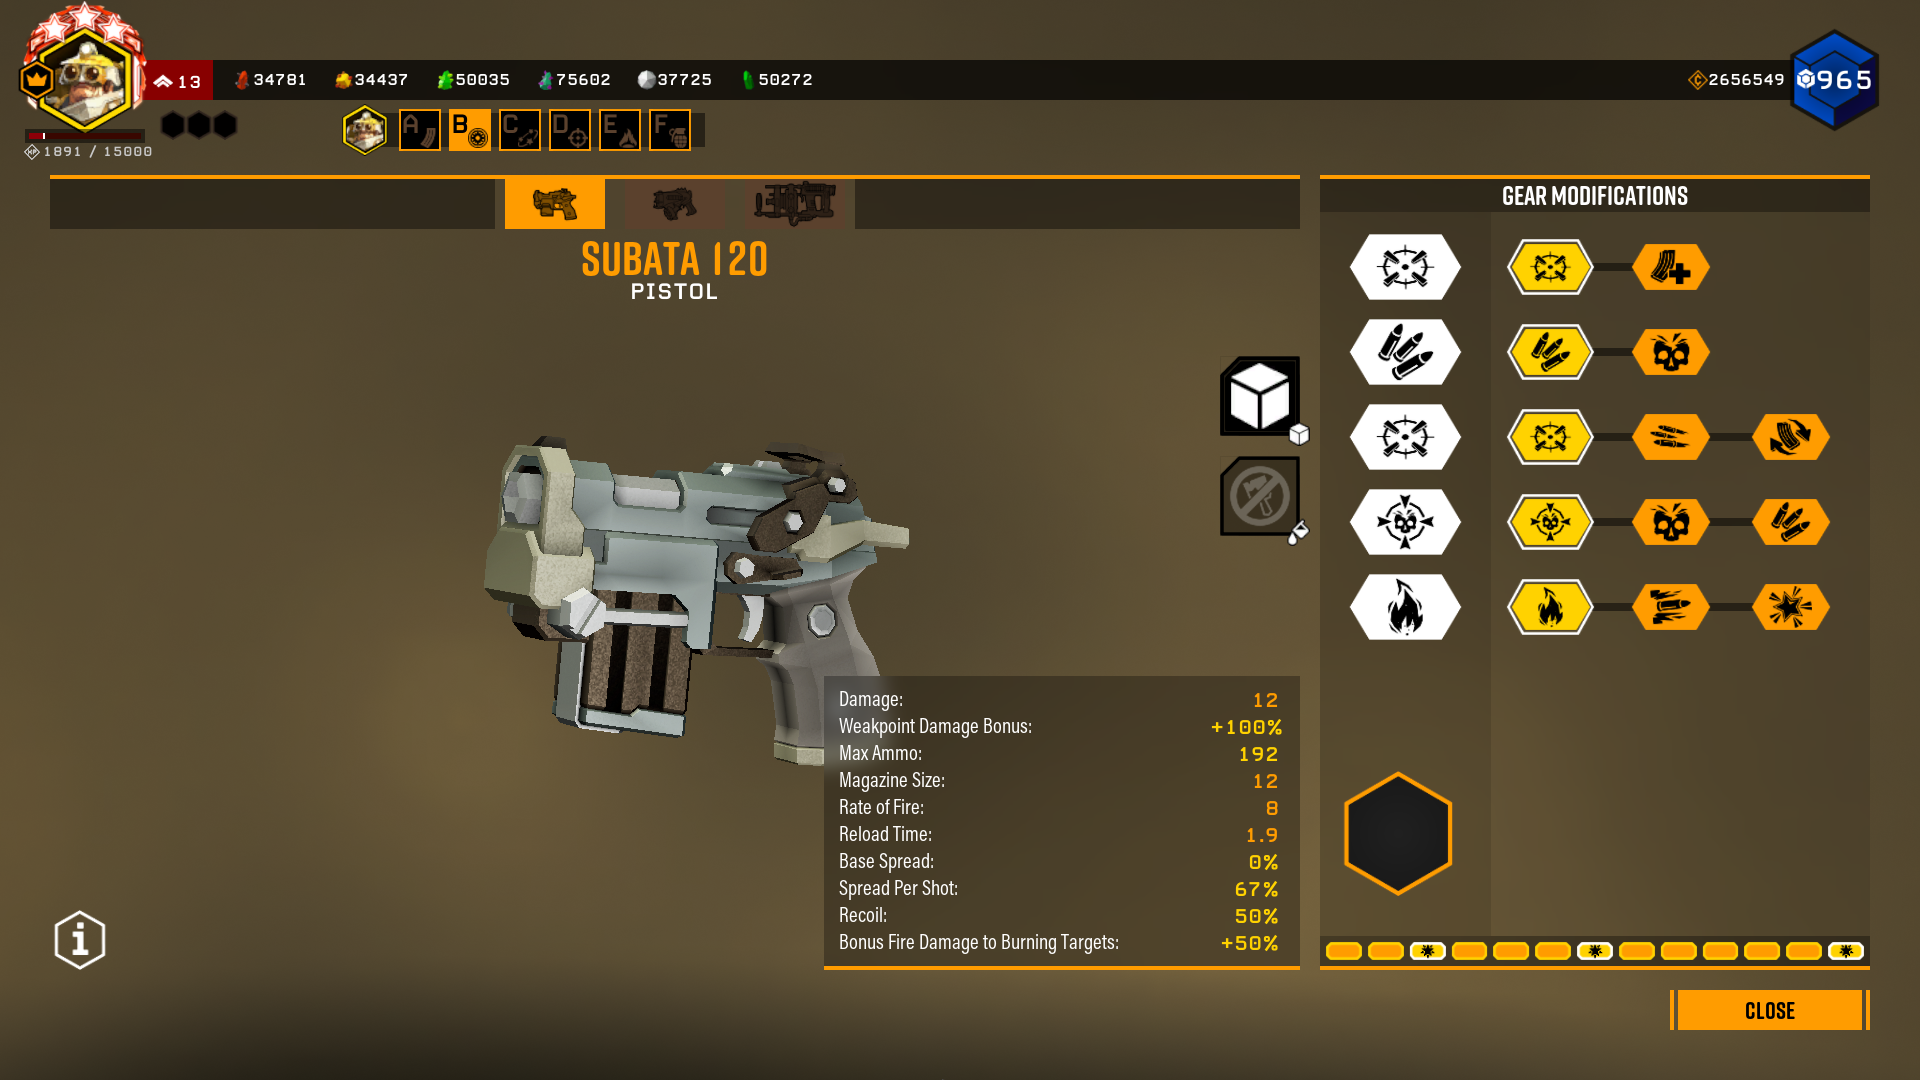 13
34781
34437
50035
75602
37725
50272
2656549
965
1891 / 15000
A
B
C
D
E
F
GEAR MODIFICATIONS
SUBATA 120
PISTOL
Damage: 12
Weakpoint Damage Bonus: +100%
Max Ammo: 192
Magazine Size: 12
Rate of Fire: 8
Reload Time: 1.9
Base Spread: 0%
Spread Per Shot: 67%
Recoil: 50%
Bonus Fire Damage to Burning Targets: +50%
CLOSE